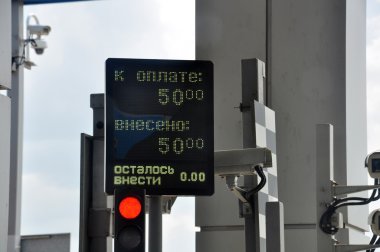 к оплате:
50⁰⁰
внесено:
50⁰⁰
осталось
внести 0.00